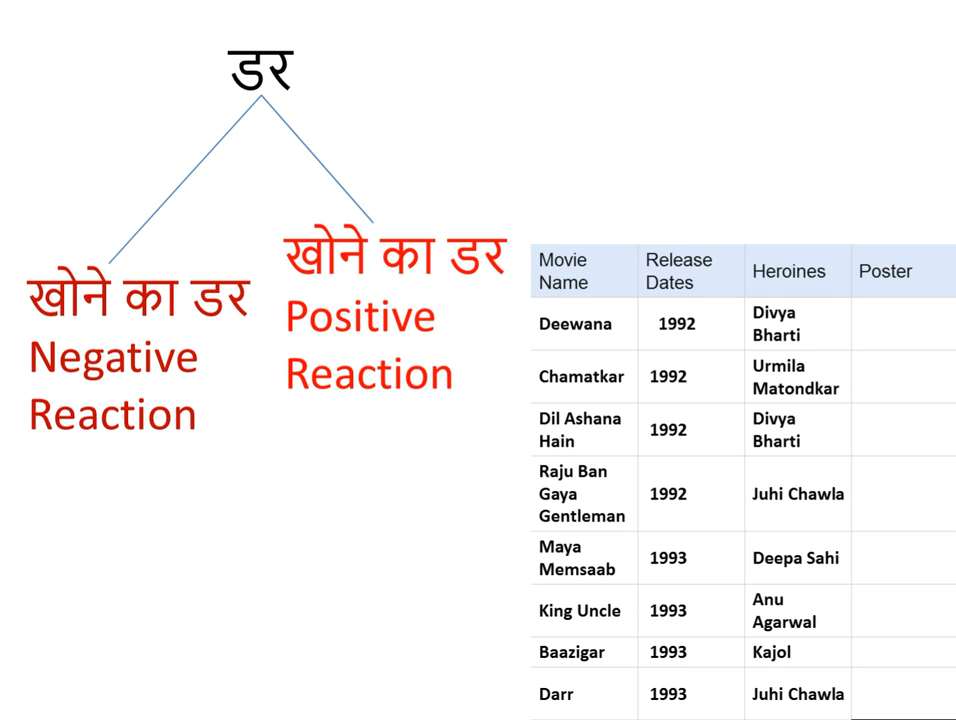 डर
खोने का डर
Negative
Reaction
खोने का डर
Positive
Reaction
Movie
Name
Release
Dates
Heroines
Poster
Deewana
1992
Divya
Bharti
Chamatkar
1992
Urmila
Matondkar
Dil Ashana
Hain
1992
Divya
Bharti
Raju Ban
Gaya
Gentleman
1992
Juhi Chawla
Maya
Memsaab
1993
Deepa Sahi
King Uncle
1993
Anu
Agarwal
Baazigar
1993
Kajol
Darr
1993
Juhi Chawla